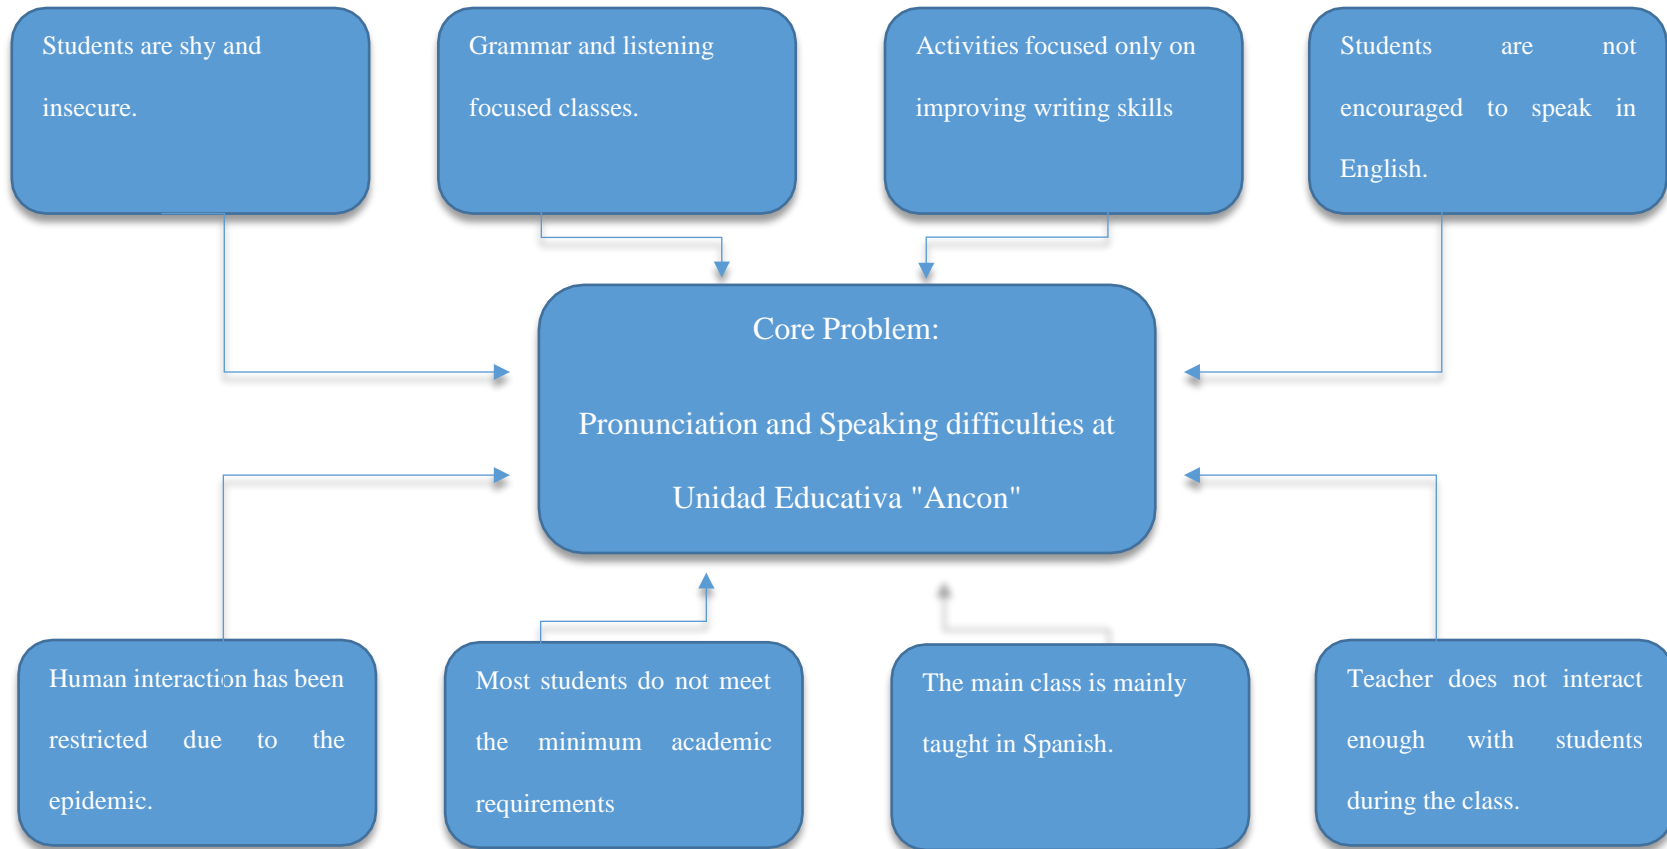 Students are shy and
insecure.
Grammar and listening
focused classes.
Activities focused only on
improving writing skills
Students are not
encouraged to speak in
English.
Core Problem:
Pronunciation and Speaking difficulties at
Unidad Educativa "Ancon"
Human interaction has been
restricted due to the
epidemic.
Most students do not meet
the minimum academic
requirements
The main class is mainly
taught in Spanish.
Teacher does not interact
enough with students
during the class.